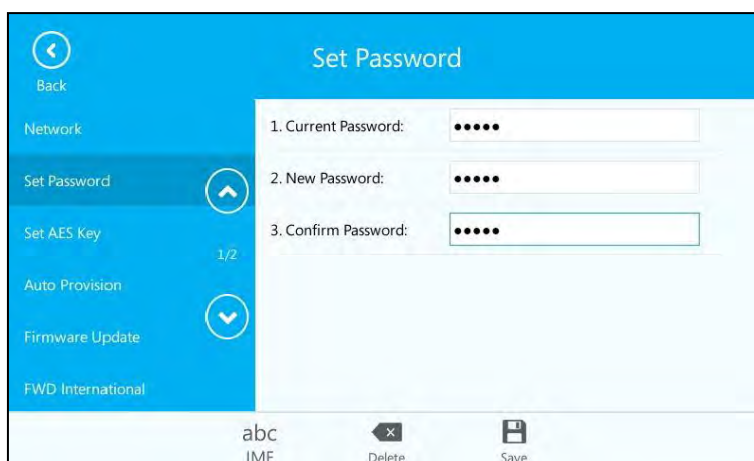 Set Password
Back
Network
Set Password
Set AES Key
1/2
Auto Provision
Firmware Update
FWD International
1. Current Password: •••••
2. New Password: •••••
3. Confirm Password: •••••
abc
IME
Delete
Save